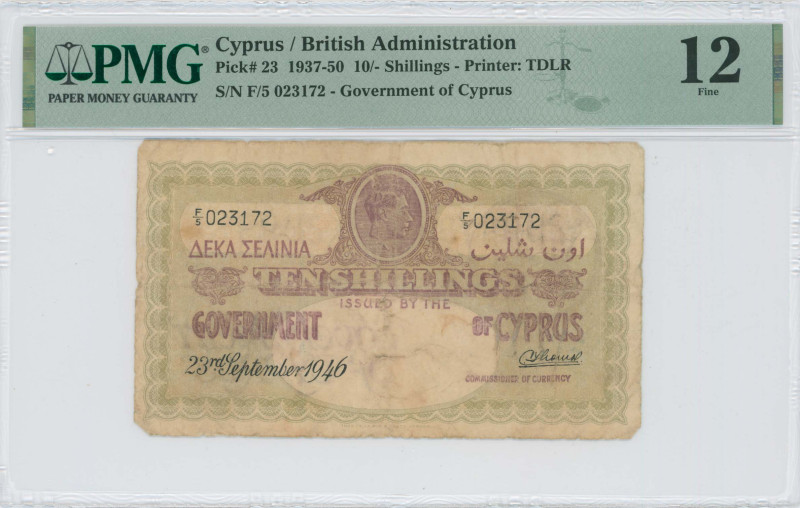 PMG®
PAPER MONEY GUARANTY
Cyprus / British Administration
Pick# 23 1937-50 10/- Shillings - Printer: TDLR
S/N F/5 023172 - Government of Cyprus
12
Fine
F/5 023172
F/5 023172
ΔΕΚΑ ΣΕΛΙΝΙΑ
اون شلين
TEN SHILLINGS
ISSUED BY THE
GOVERNMENT OF CYPRUS
23rd September 1946
COMMISSIONER OF CURRENCY